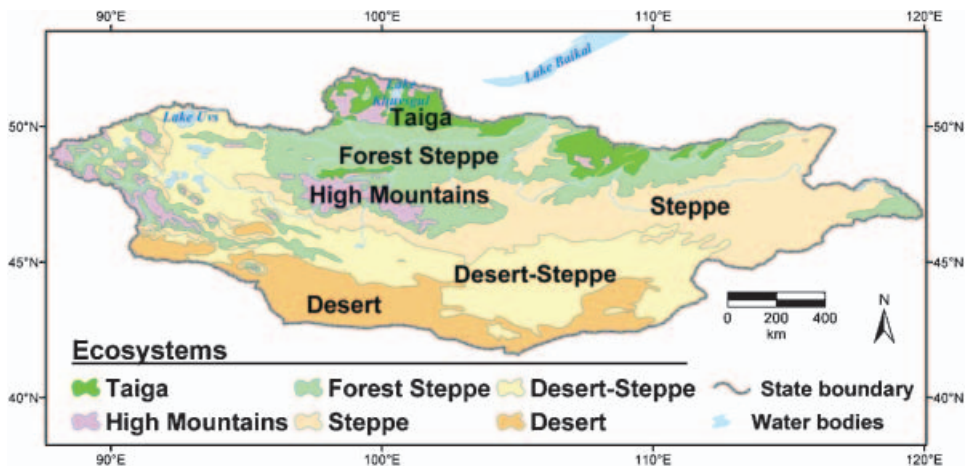 90°E 100°E 110°E 120°E
Lake Baikal
Lake
Khuvsgul
Lake Uvs
50°N 50°N
Taiga
Forest Steppe
High Mountains
Steppe
45°N 45°N
Desert-Steppe
Desert
0 200 400
km
N
Ecosystems
Taiga Forest Steppe Desert-Steppe State boundary
40°N 40°N
High Mountains Steppe Desert Water bodies
90°E 100°E 110°E 120°E